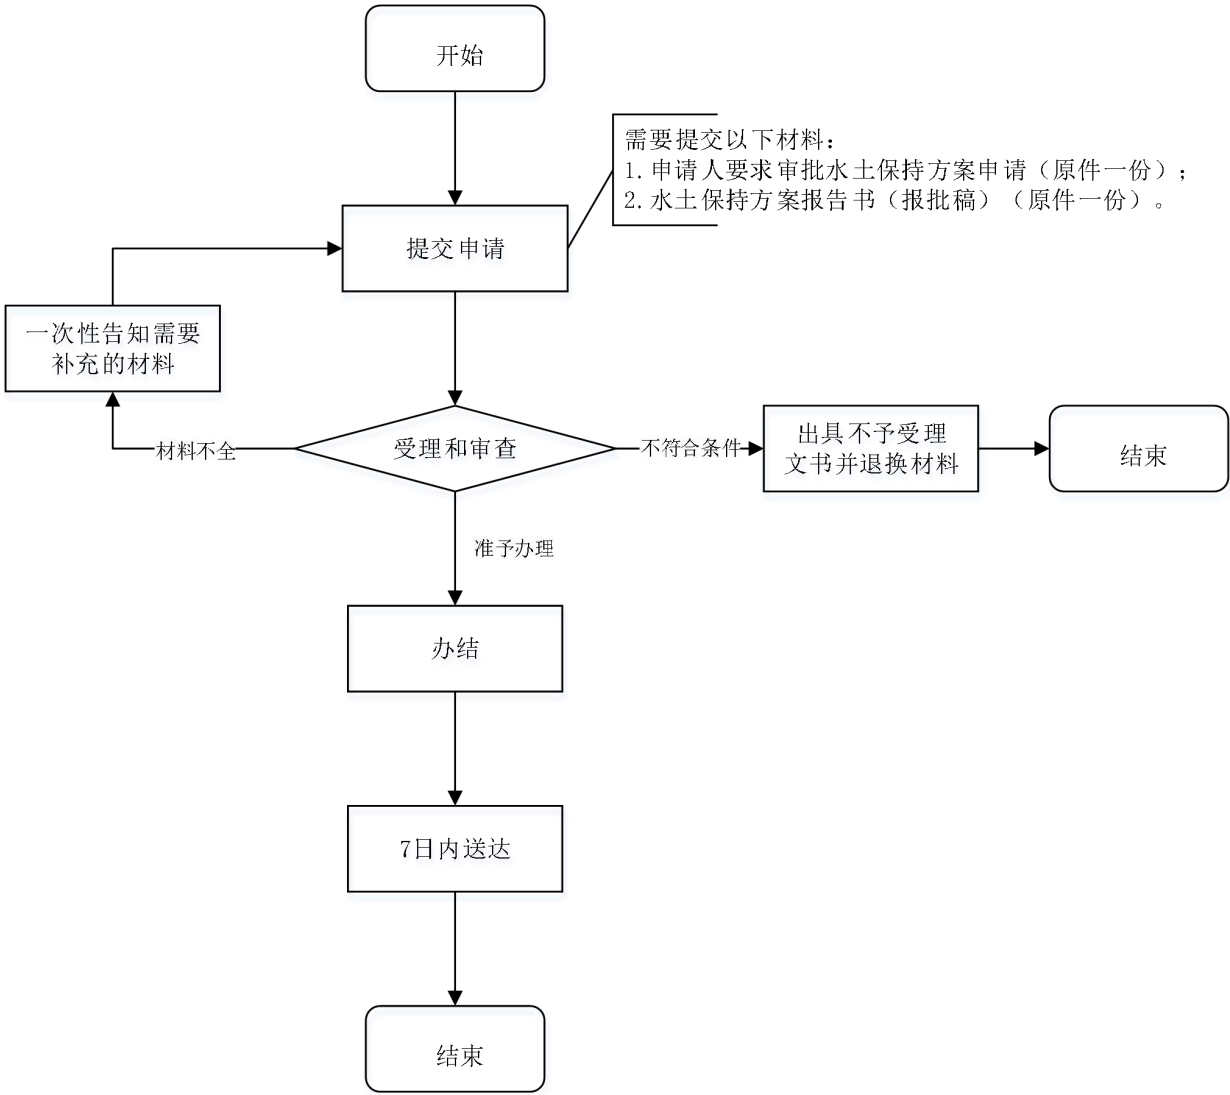 开始
需要提交以下材料：
1.申请人要求审批水土保持方案申请（原件一份）；
2.水土保持方案报告书（报批稿）（原件一份）。
提交申请
一次性告知需要
补充的材料
材料不全
受理和审查
不符合条件
出具不予受理
文书并退换材料
结束
准予办理
办结
7日内送达
结束